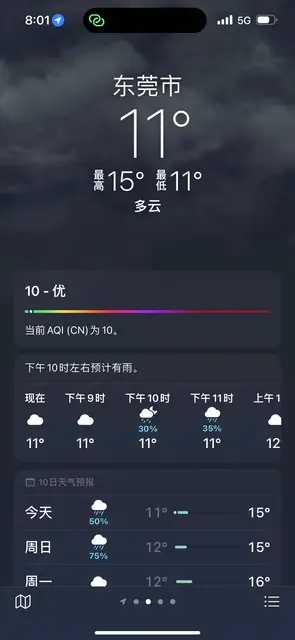 8:01 5G
东莞市
11°
最高15° 最低11°
多云
10 - 优
当前 AQI (CN) 为 10。
下午10时左右预计有雨。
现在 下午9时 下午10时 下午11时 上午1
30% 35%
11° 11° 11° 11° 12
10日天气预报
今天 50% 11° 15°
周日 75% 12° 15°
周一 12° 16°